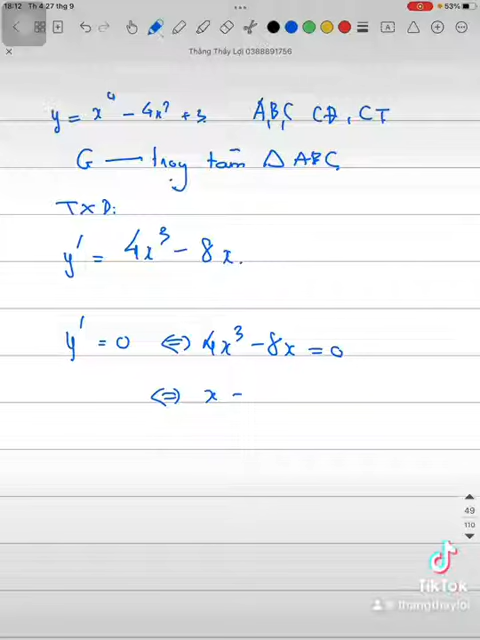 18:12 Th 4 27 thg 9
53%
Thắng Thầy Lợi 0388891756
y = x⁴ - 4x² + 3 A,B,C CĐ, CT
G — trọng tâm Δ ABC
TXĐ:
y' = 4x³ - 8x.
y' = 0 ⇔ 4x³ - 8x = 0
⇔ x =
49
110
TikTok
@thangthayloi